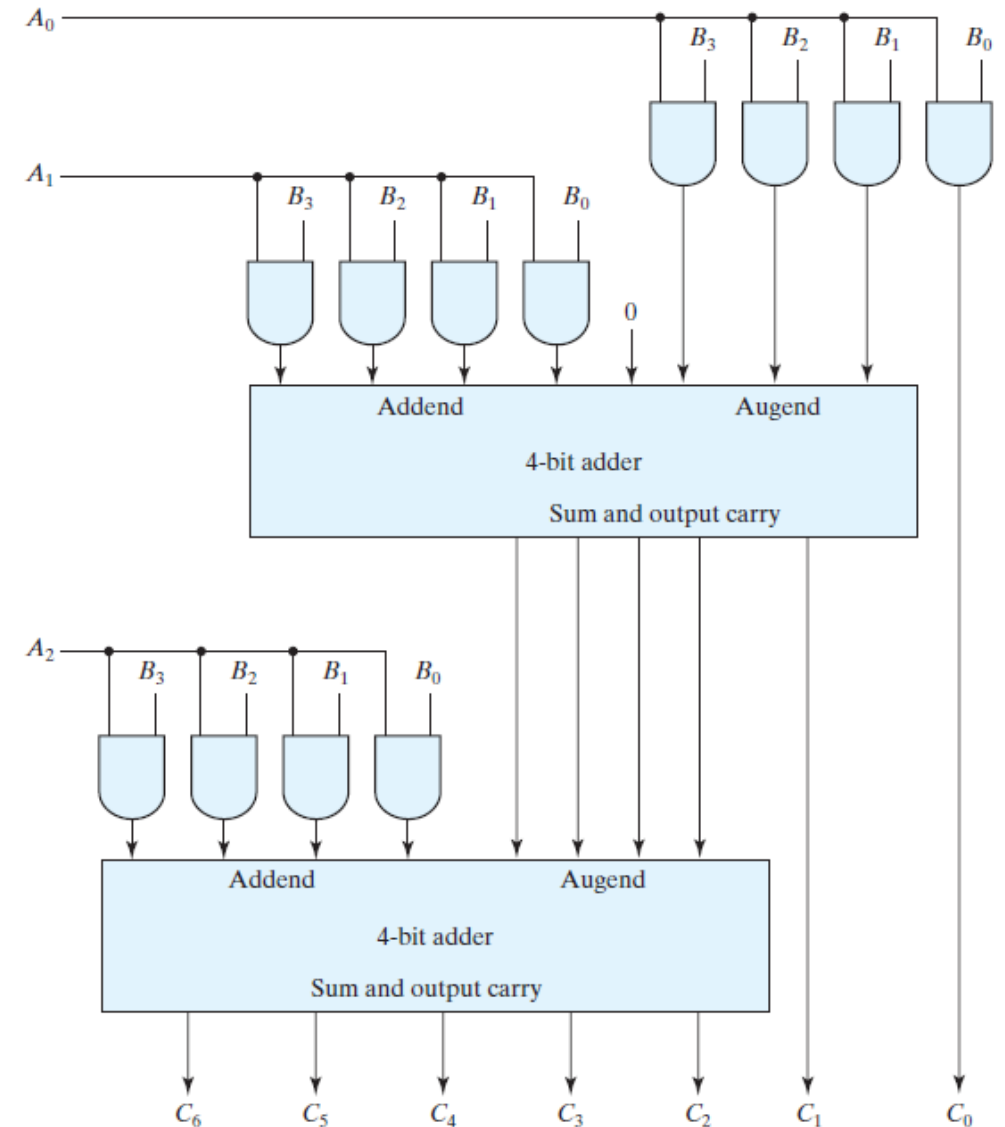 A₀
B₃ B₂ B₁ B₀
A₁
B₃ B₂ B₁ B₀
0
Addend Augend
4-bit adder
Sum and output carry
A₂
B₃ B₂ B₁ B₀
Addend Augend
4-bit adder
Sum and output carry
C₆ C₅ C₄ C₃ C₂ C₁ C₀